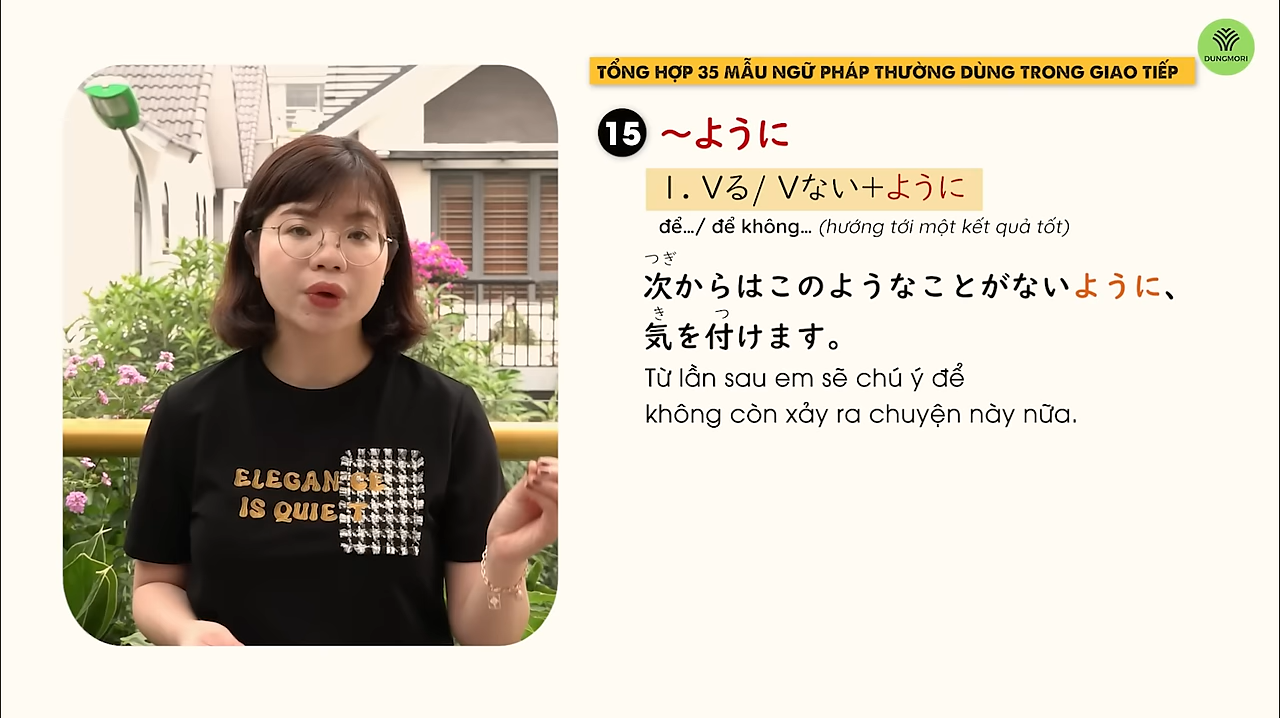 DUNGMORI
TỔNG HỢP 35 MẪU NGỮ PHÁP THƯỜNG DÙNG TRONG GIAO TIẾP
15 ～ように
1. Vる/ Vない＋ように
để.../ để không... (hướng tới một kết quả tốt)
つぎ
次からはこのようなことがないように、
き つ
気を付けます。
Từ lần sau em sẽ chú ý để
không còn xảy ra chuyện này nữa.
ELEGANCE
IS QUIET